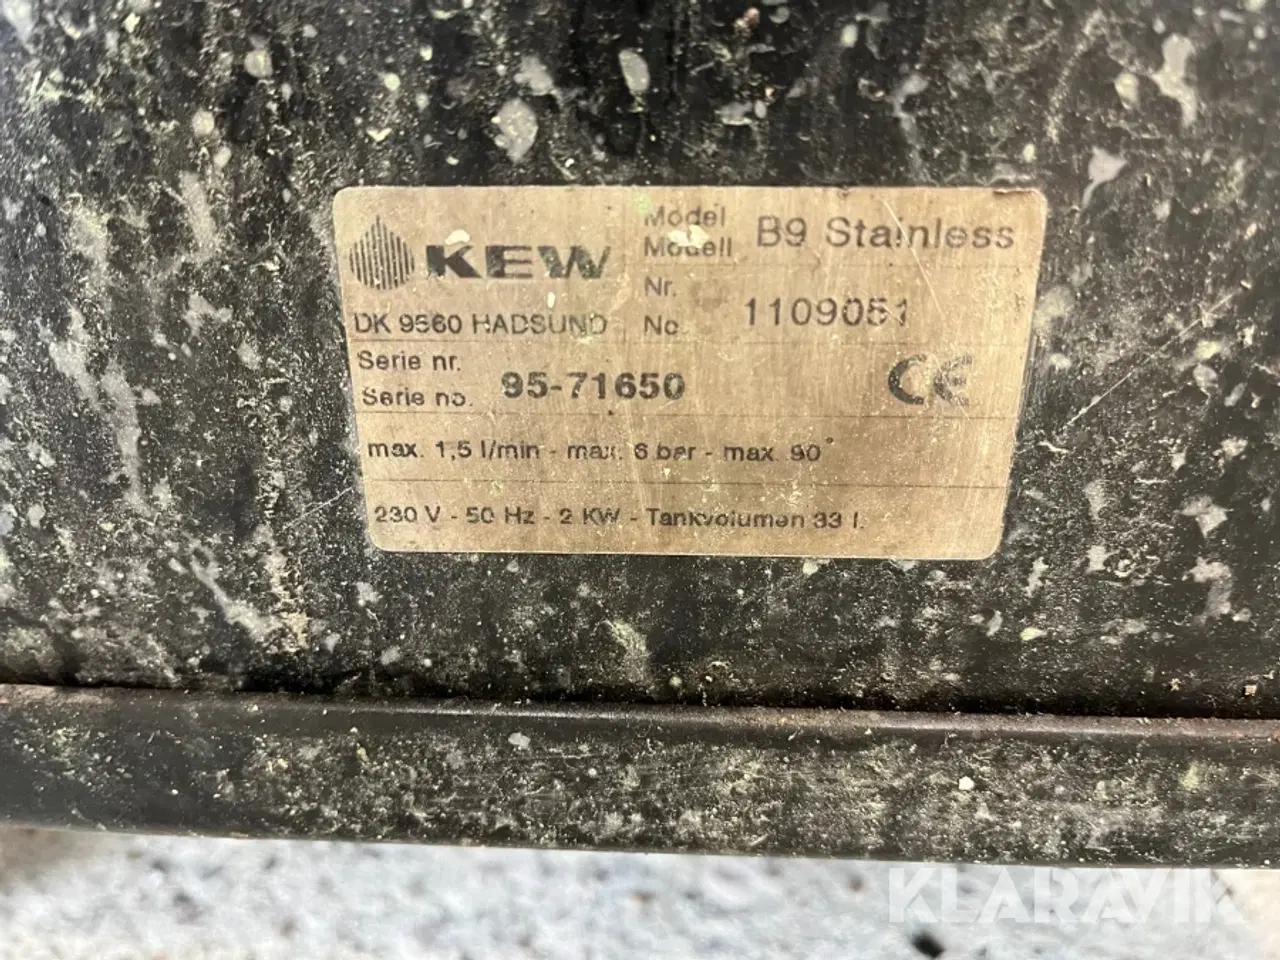 KEW
DK 9560 HADSUND
Model
Modell
B9 Stainless
Nr.
No.
1109051
Serie nr.
Serie no.
95-71650
CE
max. 1,5 l/min - max. 6 bar - max. 90°
230 V - 50 Hz - 2 KW - Tankvolumen 33 l.
KLARAVIK